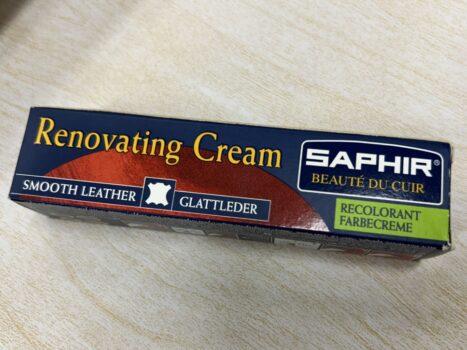 Renovating Cream
SMOOTH LEATHER
GLATTLEDER
SAPHIR®
BEAUTÉ DU CUIR
RECOLORANT
FARBECREME